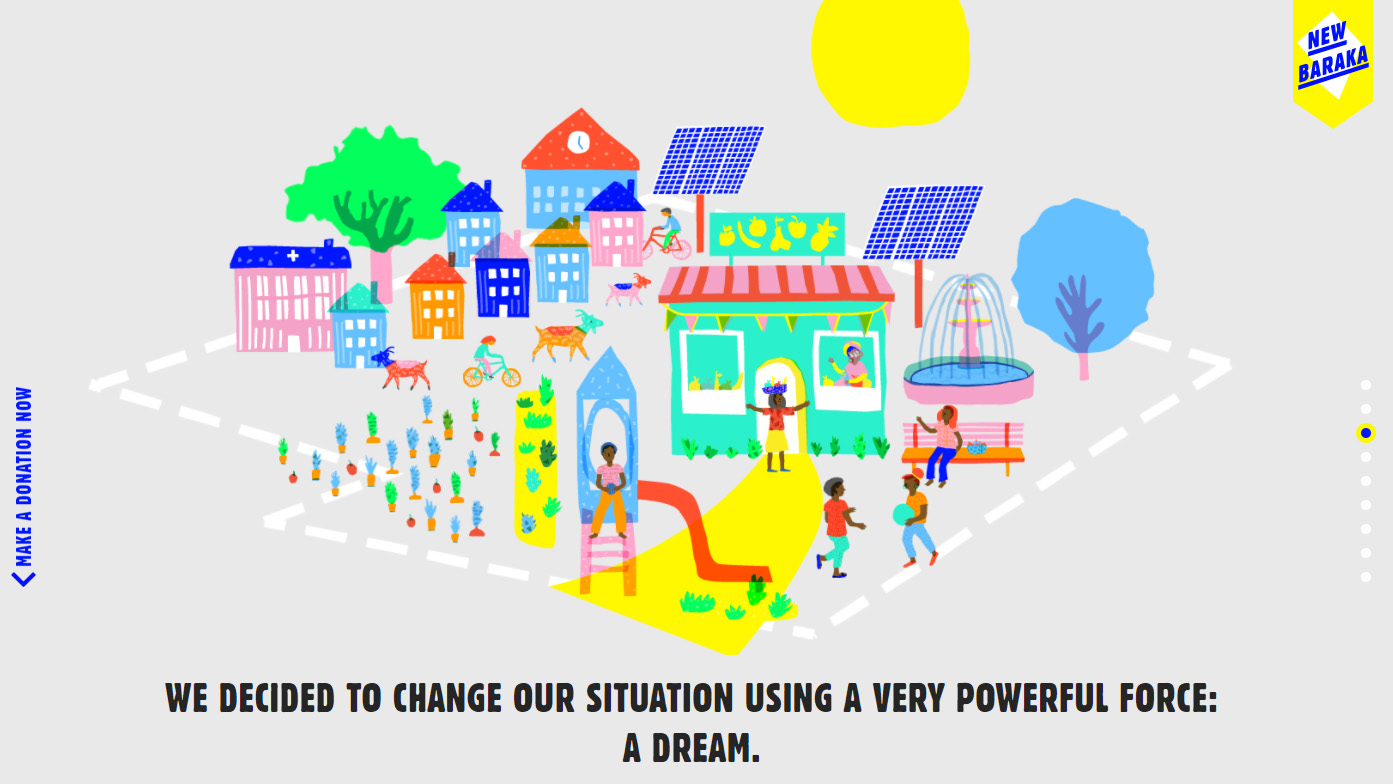 NEW
BARAKA
MAKE A DONATION NOW
WE DECIDED TO CHANGE OUR SITUATION USING A VERY POWERFUL FORCE:
A DREAM.